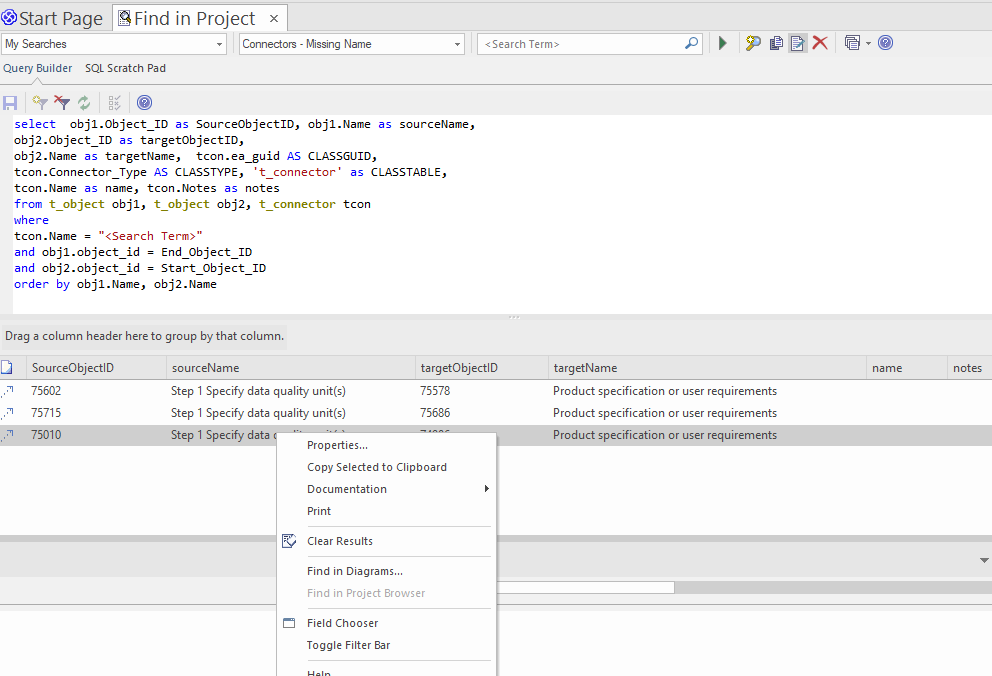 Start Page
Find in Project
My Searches
Connectors - Missing Name
<Search Term>
Query Builder
SQL Scratch Pad
select  obj1.Object_ID as SourceObjectID, obj1.Name as sourceName,
obj2.Object_ID as targetObjectID,
obj2.Name as targetName,  tcon.ea_guid AS CLASSGUID,
tcon.Connector_Type AS CLASSTYPE, 't_connector' as CLASSTABLE,
tcon.Name as name, tcon.Notes as notes
from t_object obj1, t_object obj2, t_connector tcon
where
tcon.Name = "<Search Term>"
and obj1.object_id = End_Object_ID
and obj2.object_id = Start_Object_ID
order by obj1.Name, obj2.Name
Drag a column header here to group by that column.
SourceObjectID sourceName targetObjectID targetName name notes
75602 Step 1 Specify data quality unit(s) 75578 Product specification or user requirements
75715 Step 1 Specify data quality unit(s) 75686 Product specification or user requirements
75010 Step 1 Specify data quality unit(s) Product specification or user requirements
Properties...
Copy Selected to Clipboard
Documentation
Print
Clear Results
Find in Diagrams...
Find in Project Browser
Field Chooser
Toggle Filter Bar
Help